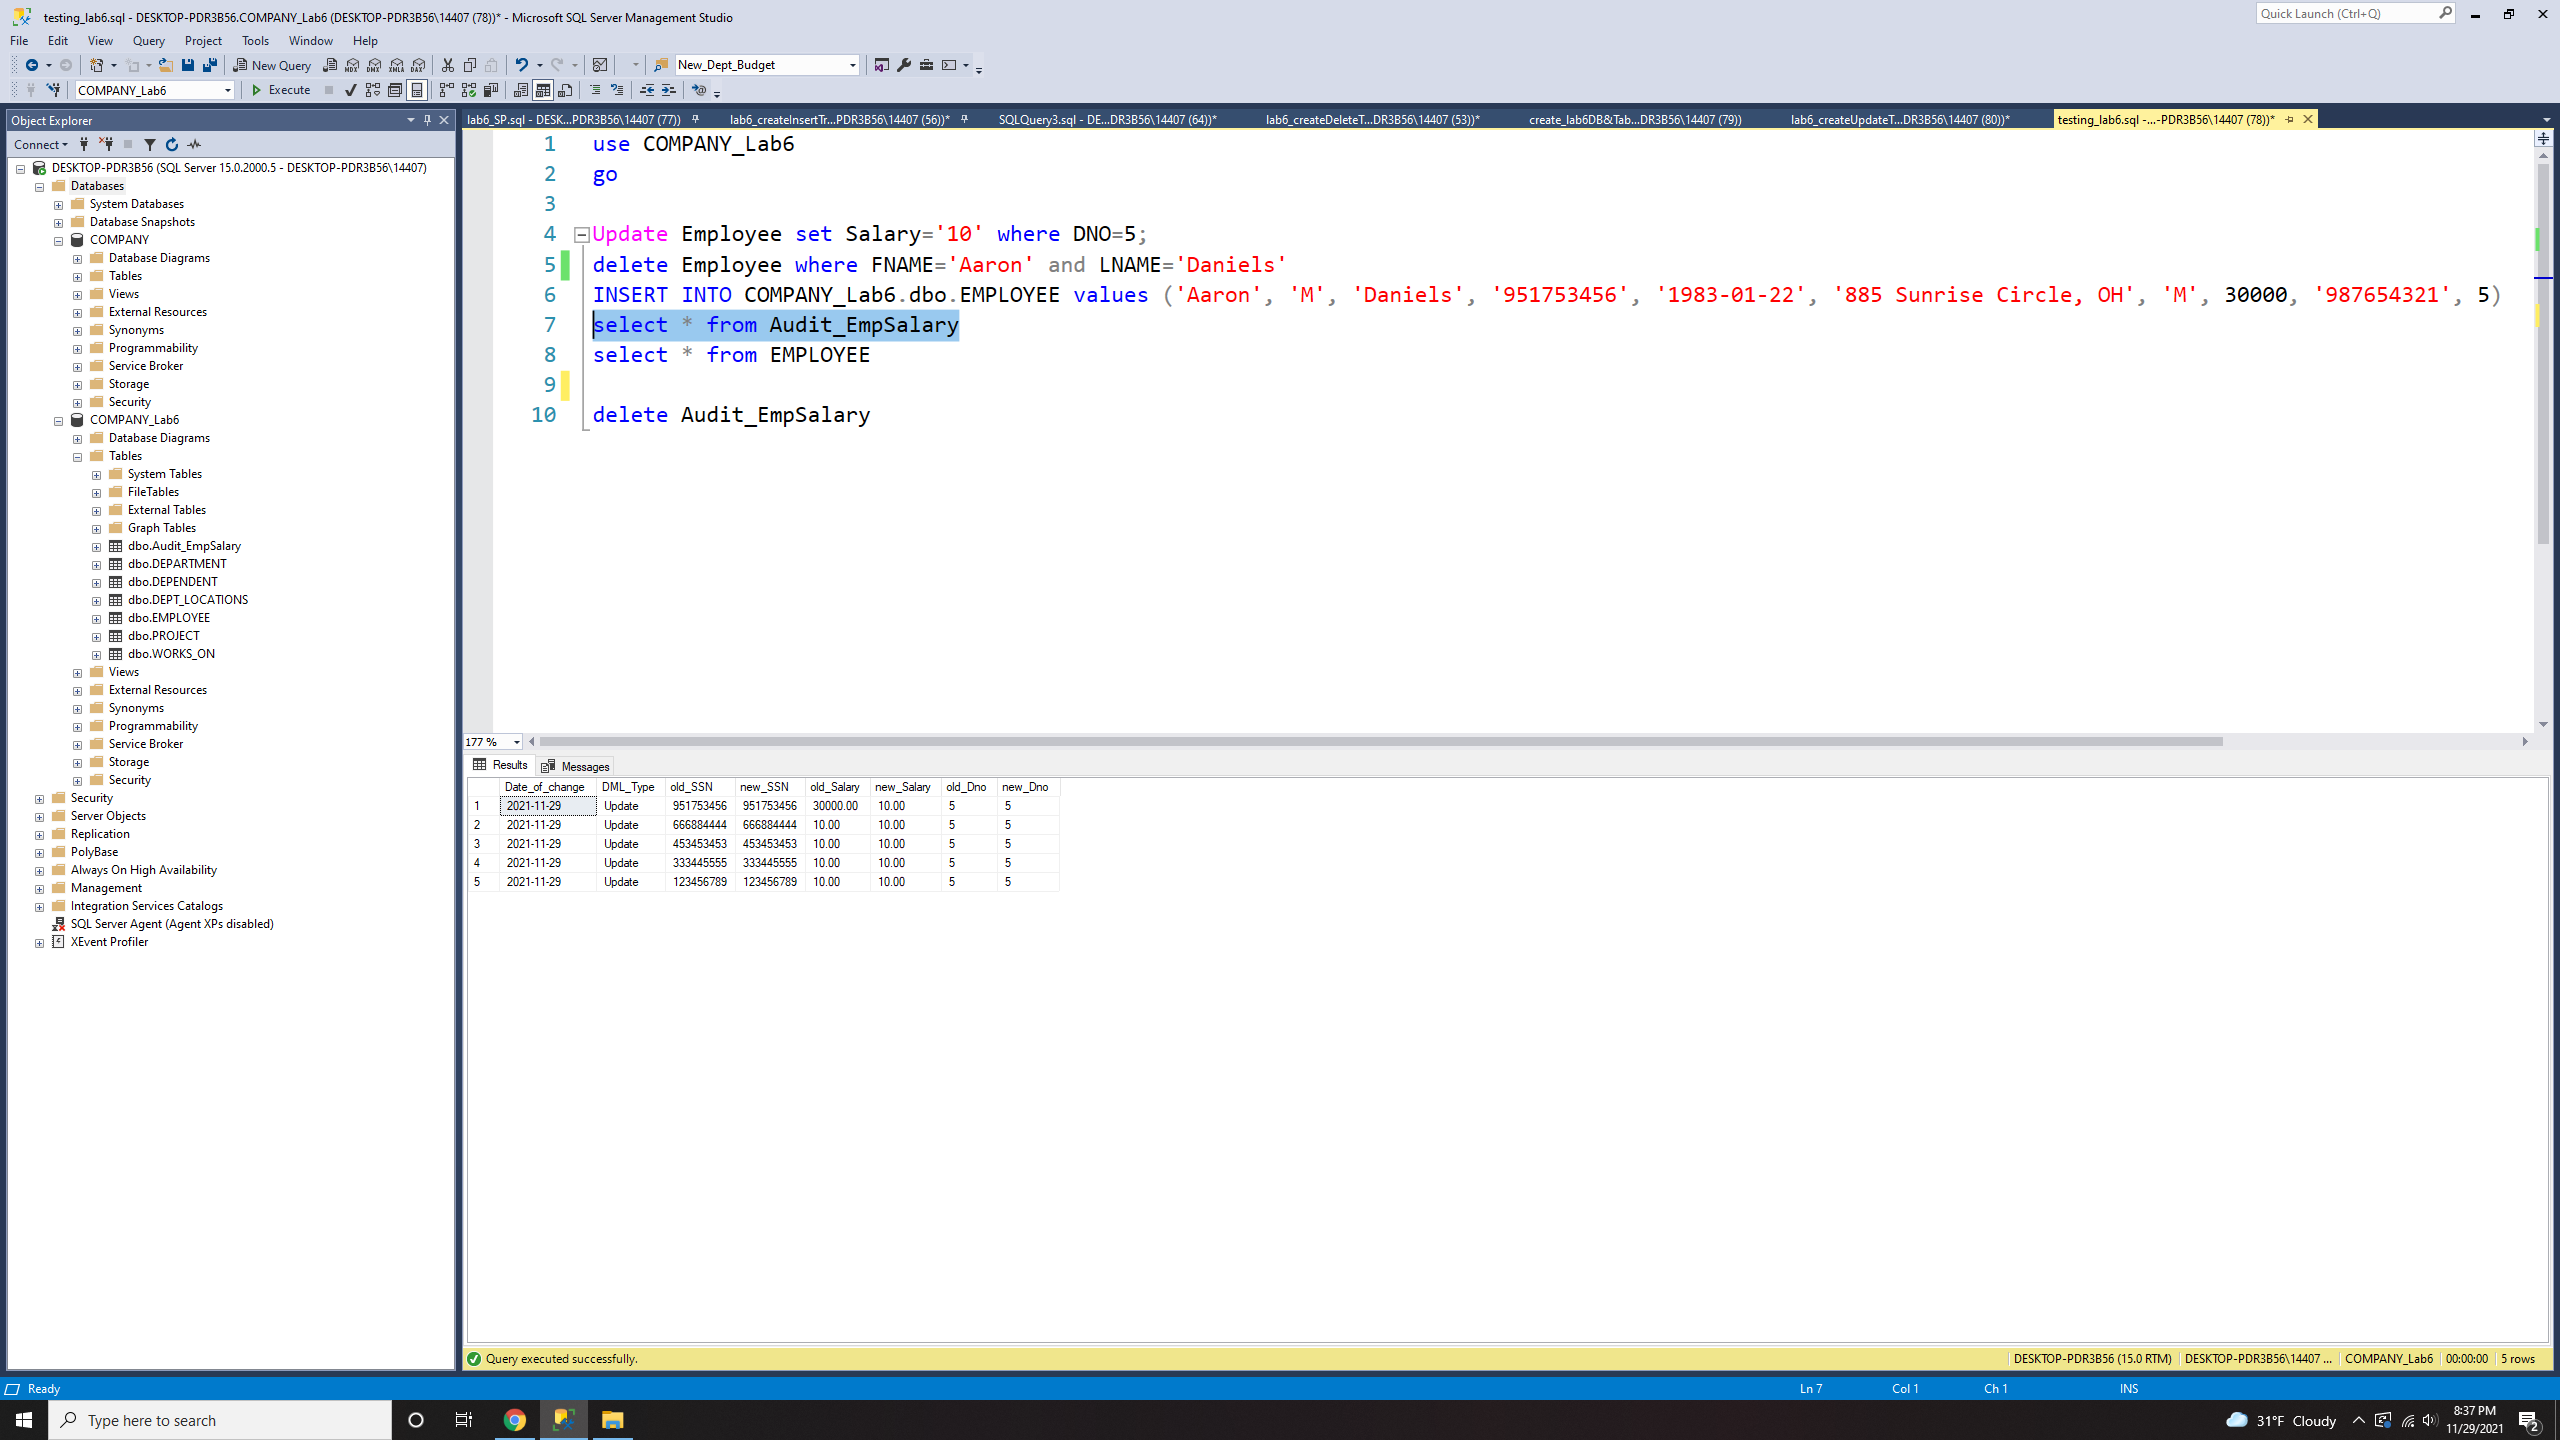 testing_lab6.sql - DESKTOP-PDR3B56.COMPANY_Lab6 (DESKTOP-PDR3B56\14407 (78))* - Microsoft SQL Server Management Studio
Quick Launch (Ctrl+Q)
File Edit View Query Project Tools Window Help
New Query New_Dept_Budget
COMPANY_Lab6 Execute
Object Explorer
Connect
DESKTOP-PDR3B56 (SQL Server 15.0.2000.5 - DESKTOP-PDR3B56\14407)
Databases
System Databases
Database Snapshots
COMPANY
Database Diagrams
Tables
Views
External Resources
Synonyms
Programmability
Service Broker
Storage
Security
COMPANY_Lab6
Database Diagrams
Tables
System Tables
FileTables
External Tables
Graph Tables
dbo.Audit_EmpSalary
dbo.DEPARTMENT
dbo.DEPENDENT
dbo.DEPT_LOCATIONS
dbo.EMPLOYEE
dbo.PROJECT
dbo.WORKS_ON
Views
External Resources
Synonyms
Programmability
Service Broker
Storage
Security
Security
Server Objects
Replication
PolyBase
Always On High Availability
Management
Integration Services Catalogs
SQL Server Agent (Agent XPs disabled)
XEvent Profiler
lab6_SP.sql - DESK...PDR3B56\14407 (77)) lab6_createInsertTr...PDR3B56\14407 (56))* SQLQuery3.sql - DE...DR3B56\14407 (64))* lab6_createDeleteT...DR3B56\14407 (53))* create_lab6DB&Tab...DR3B56\14407 (79)) lab6_createUpdateT...DR3B56\14407 (80))* testing_lab6.sql -...-PDR3B56\14407 (78))*
1 use COMPANY_Lab6
2 go
3
4 Update Employee set Salary='10' where DNO=5;
5 delete Employee where FNAME='Aaron' and LNAME='Daniels'
6 INSERT INTO COMPANY_Lab6.dbo.EMPLOYEE values ('Aaron', 'M', 'Daniels', '951753456', '1983-01-22', '885 Sunrise Circle, OH', 'M', 30000, '987654321', 5)
7 select * from Audit_EmpSalary
8 select * from EMPLOYEE
9
10 delete Audit_EmpSalary
177 %
Results Messages
Date_of_change DML_Type old_SSN new_SSN old_Salary new_Salary old_Dno new_Dno
1 2021-11-29 Update 951753456 951753456 30000.00 10.00 5 5
2 2021-11-29 Update 666884444 666884444 10.00 10.00 5 5
3 2021-11-29 Update 453453453 453453453 10.00 10.00 5 5
4 2021-11-29 Update 333445555 333445555 10.00 10.00 5 5
5 2021-11-29 Update 123456789 123456789 10.00 10.00 5 5
Query executed successfully. DESKTOP-PDR3B56 (15.0 RTM) DESKTOP-PDR3B56\14407 ... COMPANY_Lab6 00:00:00 5 rows
Ready Ln 7 Col 1 Ch 1 INS
Type here to search 31°F Cloudy 8:37 PM
11/29/2021 2